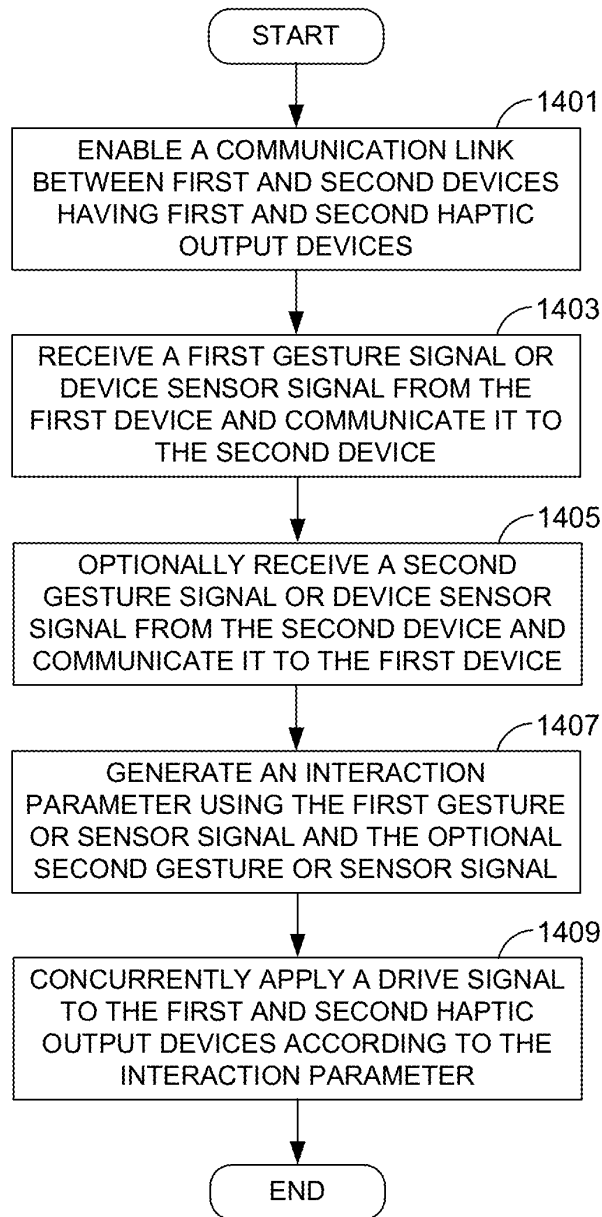 START
1401
ENABLE A COMMUNICATION LINK
BETWEEN FIRST AND SECOND DEVICES
HAVING FIRST AND SECOND HAPTIC
OUTPUT DEVICES
1403
RECEIVE A FIRST GESTURE SIGNAL OR
DEVICE SENSOR SIGNAL FROM THE
FIRST DEVICE AND COMMUNICATE IT TO
THE SECOND DEVICE
1405
OPTIONALLY RECEIVE A SECOND
GESTURE SIGNAL OR DEVICE SENSOR
SIGNAL FROM THE SECOND DEVICE AND
COMMUNICATE IT TO THE FIRST DEVICE
1407
GENERATE AN INTERACTION
PARAMETER USING THE FIRST GESTURE
OR SENSOR SIGNAL AND THE OPTIONAL
SECOND GESTURE OR SENSOR SIGNAL
1409
CONCURRENTLY APPLY A DRIVE SIGNAL
TO THE FIRST AND SECOND HAPTIC
OUTPUT DEVICES ACCORDING TO THE
INTERACTION PARAMETER
END